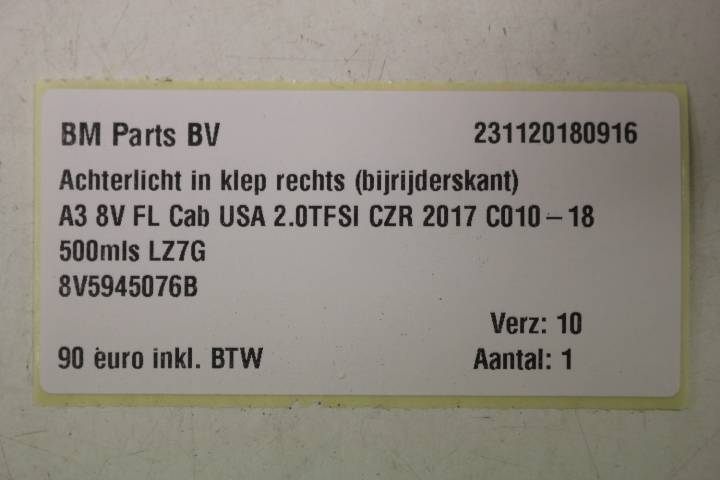 BM Parts BV 231120180916
Achterlicht in klep rechts (bijrijderskant)
A3 8V FL Cab USA 2.0TFSI CZR 2017 C010-18
500mls LZ7G
8V5945076B
Verz: 10
90 euro inkl. BTW Aantal: 1